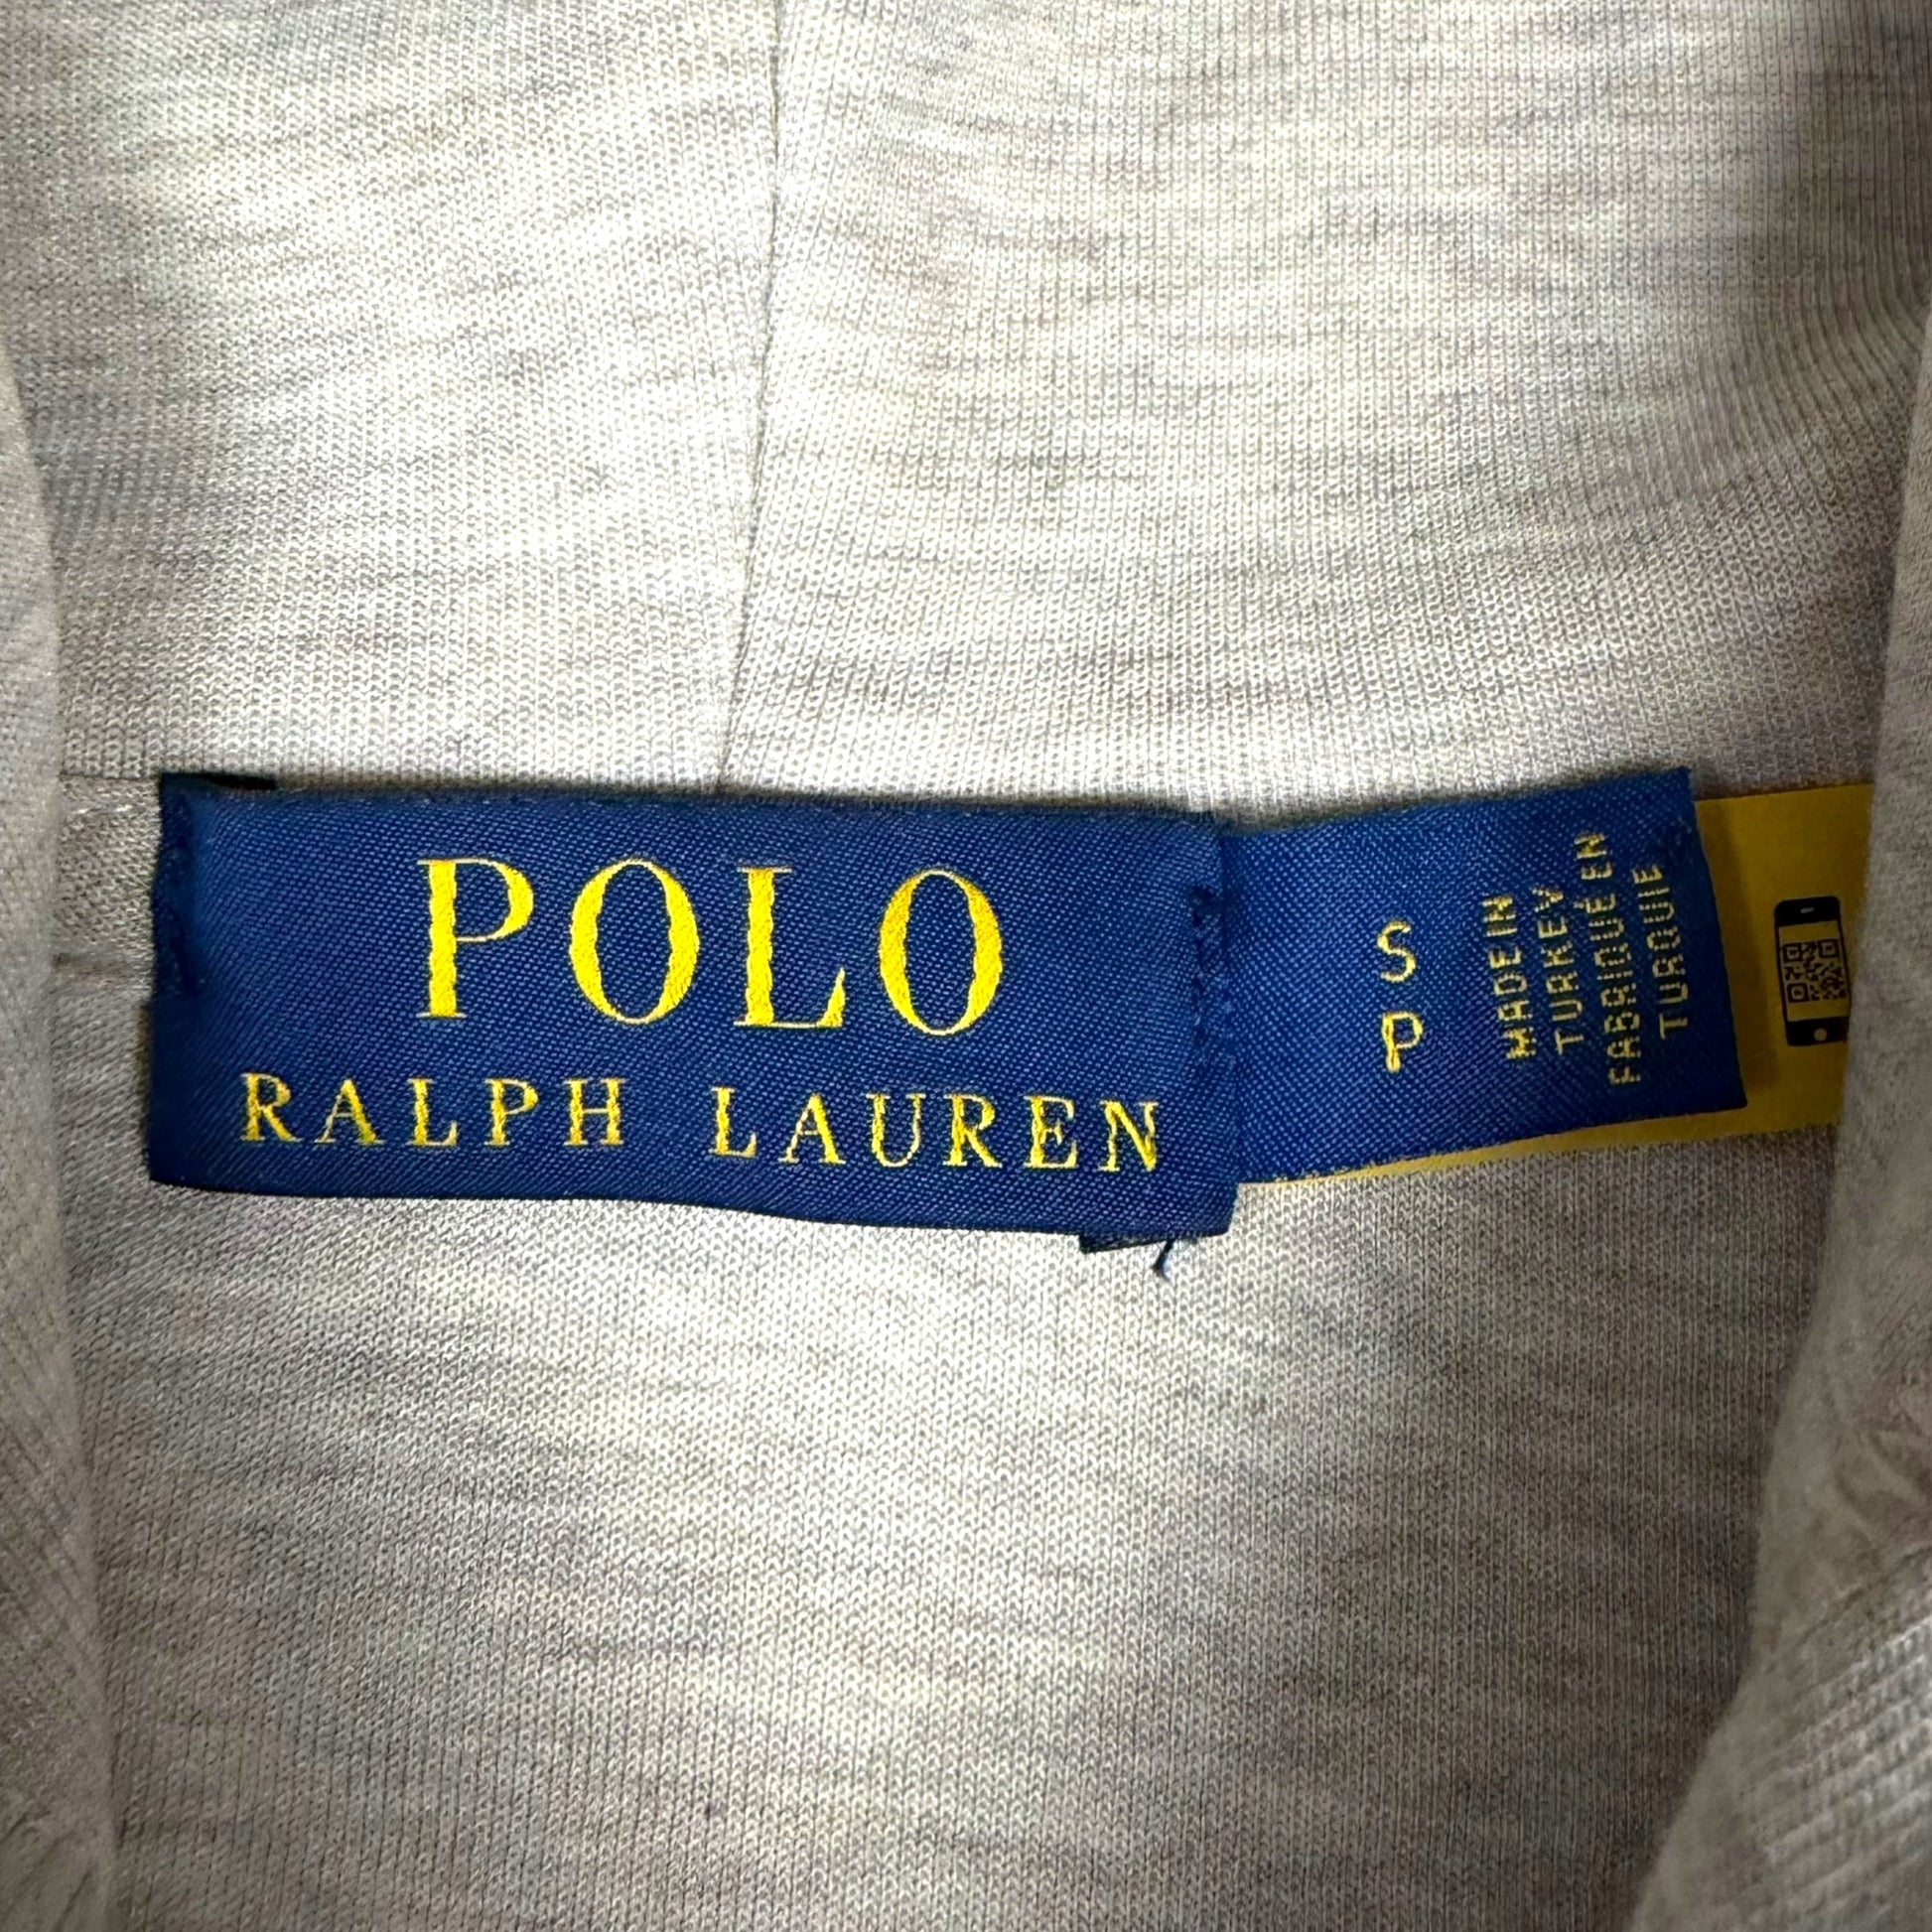 POLO
RALPH LAUREN
S
P
MADE IN
TURKEY
FABRIQUÉ EN
TURQUIE